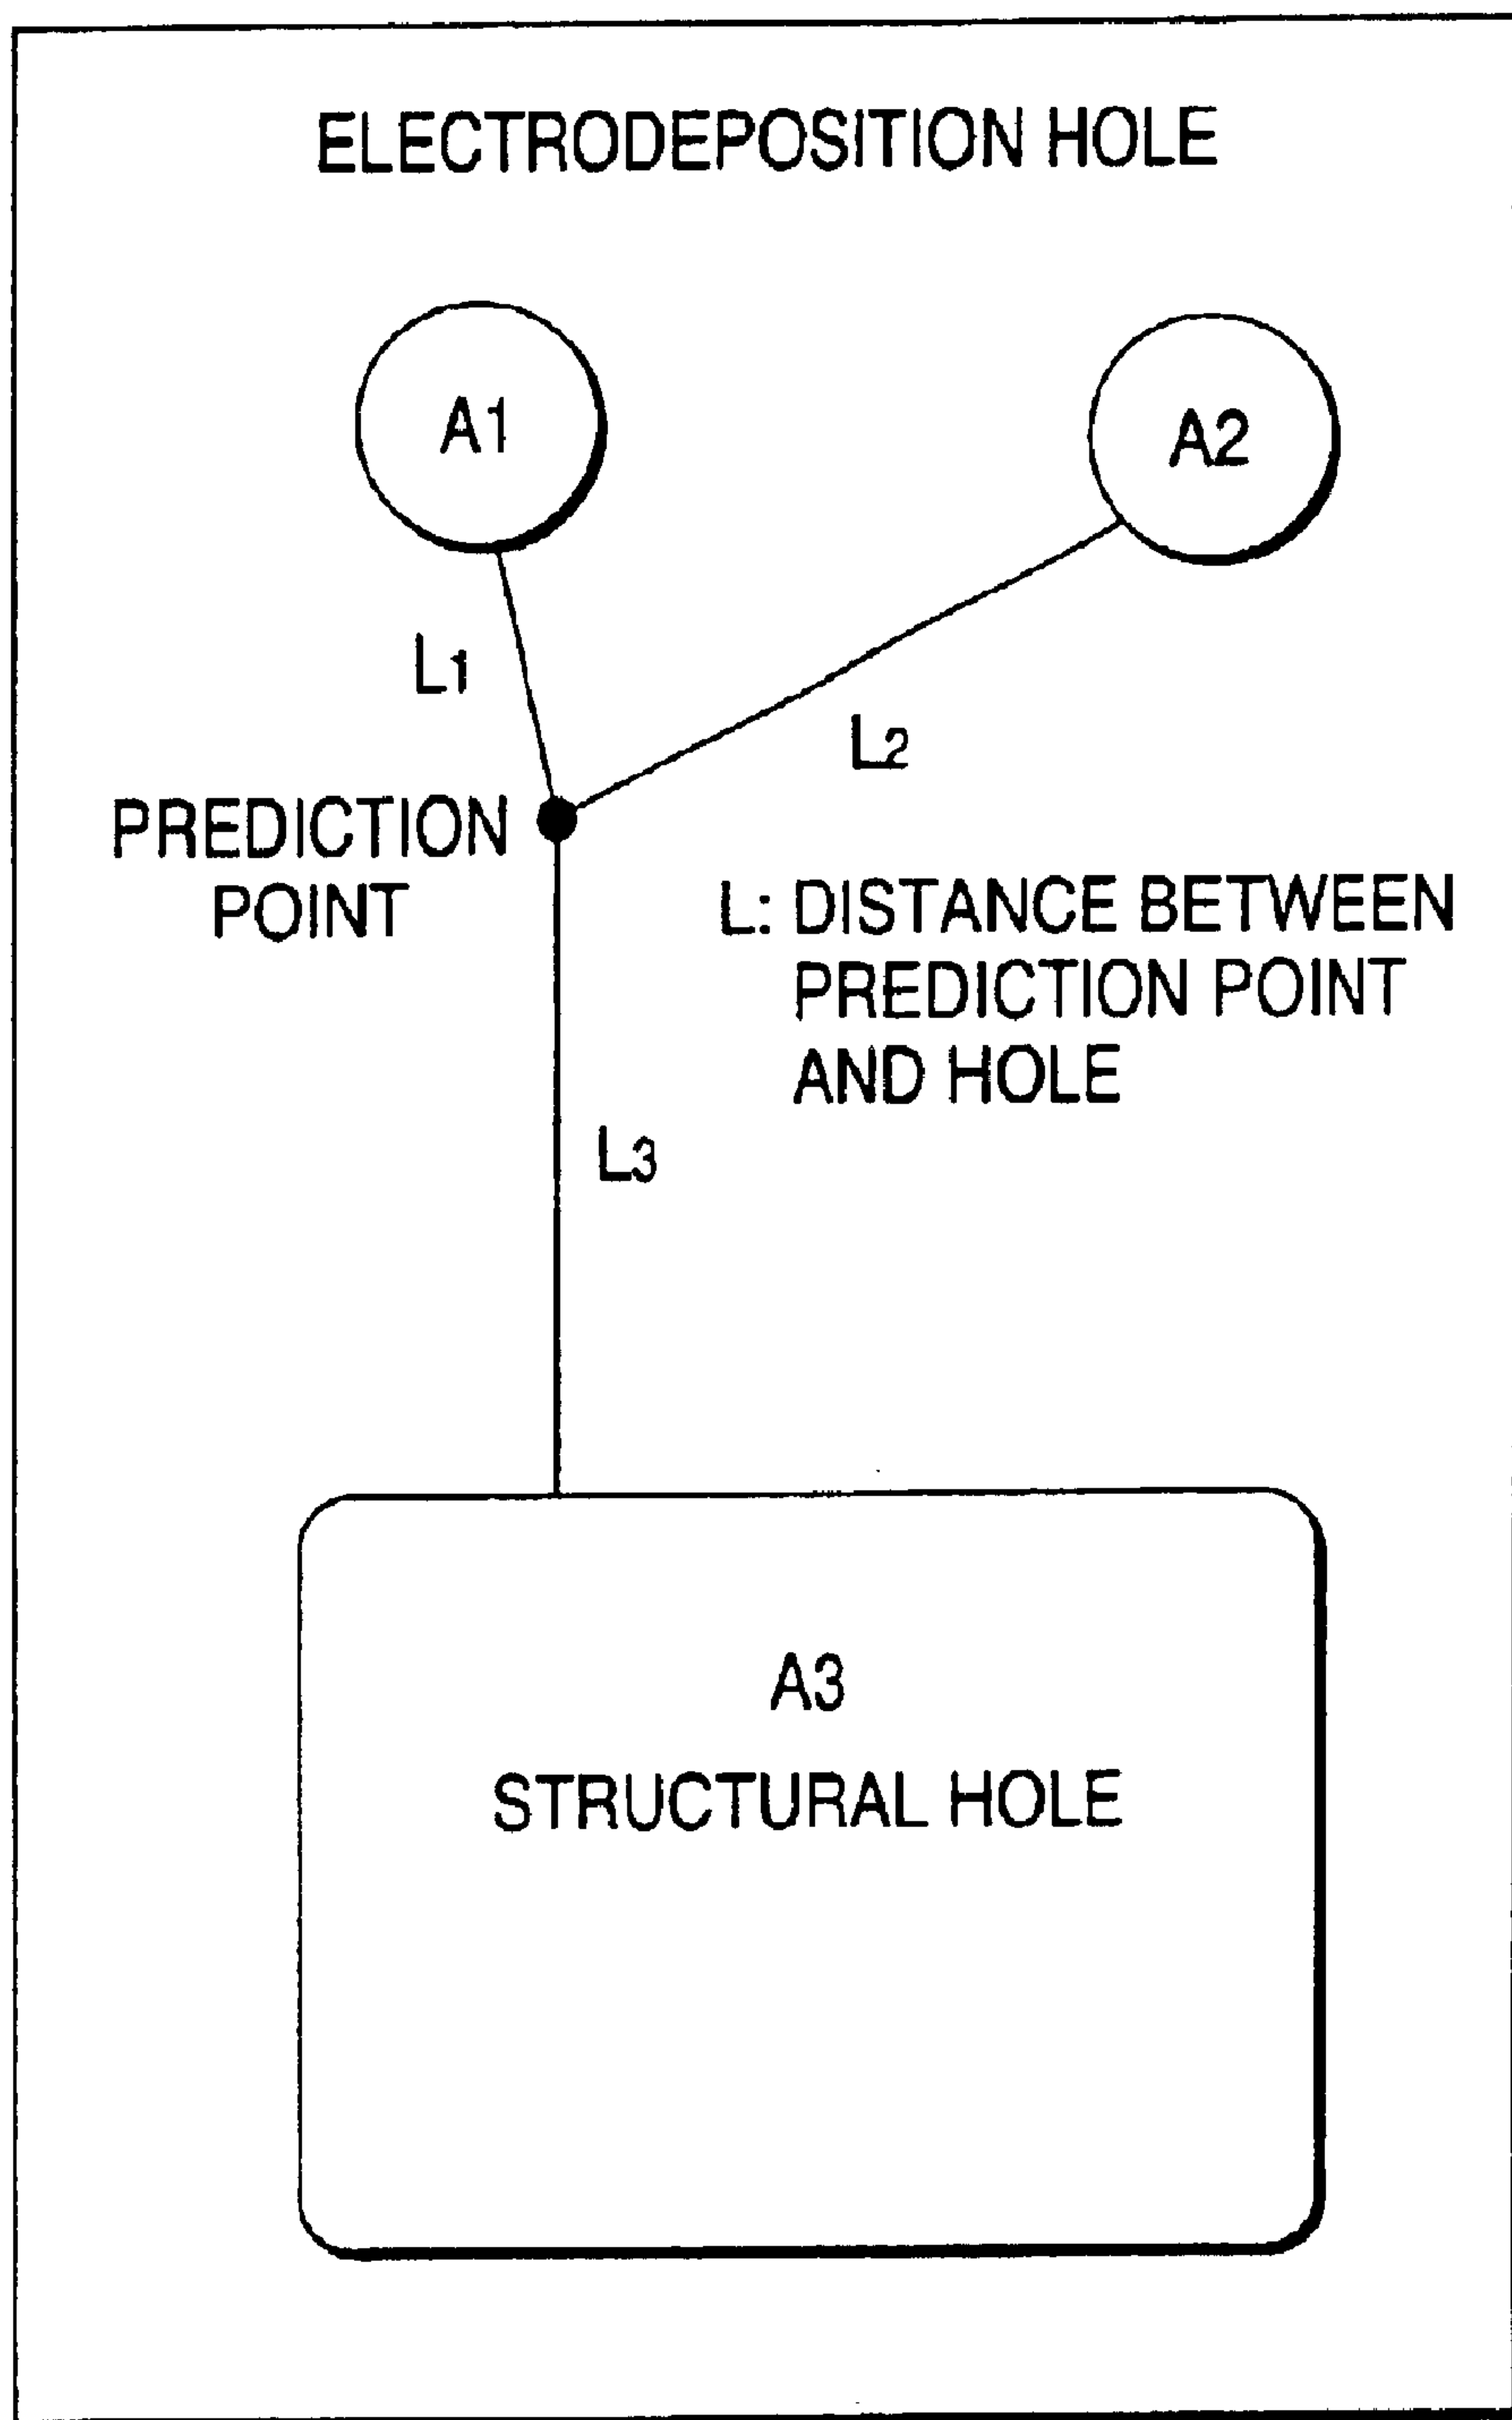 ELECTRODEPOSITION HOLE
A1
A2
L1
L2
PREDICTION
POINT
L: DISTANCE BETWEEN
PREDICTION POINT
AND HOLE
L3
A3
STRUCTURAL HOLE